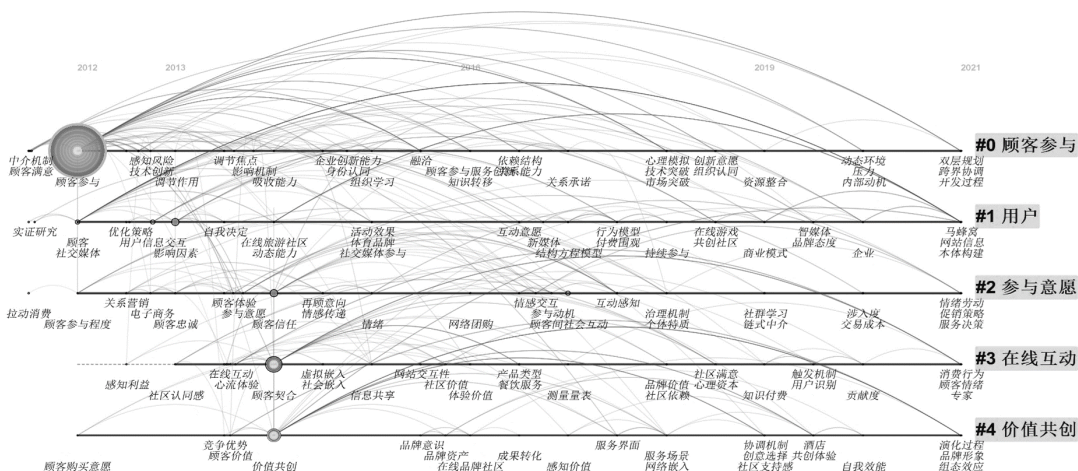 2012 2013 2016 2019 2021
#0 顾客参与
中介机制 感知风险 调节焦点 企业创新能力 融洽 依赖结构 心理模拟 创新意愿 动态环境 双层规划
顾客满意 技术创新 影响机制 身份认同 顾客参与服务创新 技术突破 组织认同 压力 跨界协调
顾客参与 调节作用 吸收能力 组织学习 知识转移 关系承诺 市场突破 资源整合 内部动机 开发过程
#1 用户
实证研究 优化策略 自我决定 活动效果 互动意愿 行为模型 在线游戏 智媒体 马蜂窝
顾客 用户信息交互 在线旅游社区 体育品牌 新媒体 付费围观 共创社区 品牌态度 网站信息
社交媒体 影响因素 动态能力 社交媒体参与 结构方程模型 持续参与 商业模式 企业 本体构建
#2 参与意愿
拉动消费 关系营销 顾客体验 再顾意向 情感交互 互动感知 情绪劳动
电子商务 参与意愿 情感传递 参与动机 治理机制 社群学习 涉入度 促销策略
顾客参与程度 顾客忠诚 顾客信任 情绪 网络团购 顾客间社会互动 个体特质 链式中介 交易成本 服务决策
#3 在线互动
在线互动 虚拟嵌入 网站交互性 产品类型 社区满意 触发机制 消费行为
感知利益 心流体验 社会嵌入 社区价值 餐饮服务 品牌价值 心理资本 用户识别 顾客情绪
社区认同感 顾客契合 信息共享 体验价值 测量量表 社区依赖 知识付费 贡献度 专家
#4 价值共创
竞争优势 品牌意识 服务界面 协调机制 酒店 演化过程
顾客价值 品牌资产 成果转化 服务场景 创意选择 共创体验 品牌形象
顾客购买意愿 价值共创 在线品牌社区 感知价值 网络嵌入 社区支持感 自我效能 组态效应